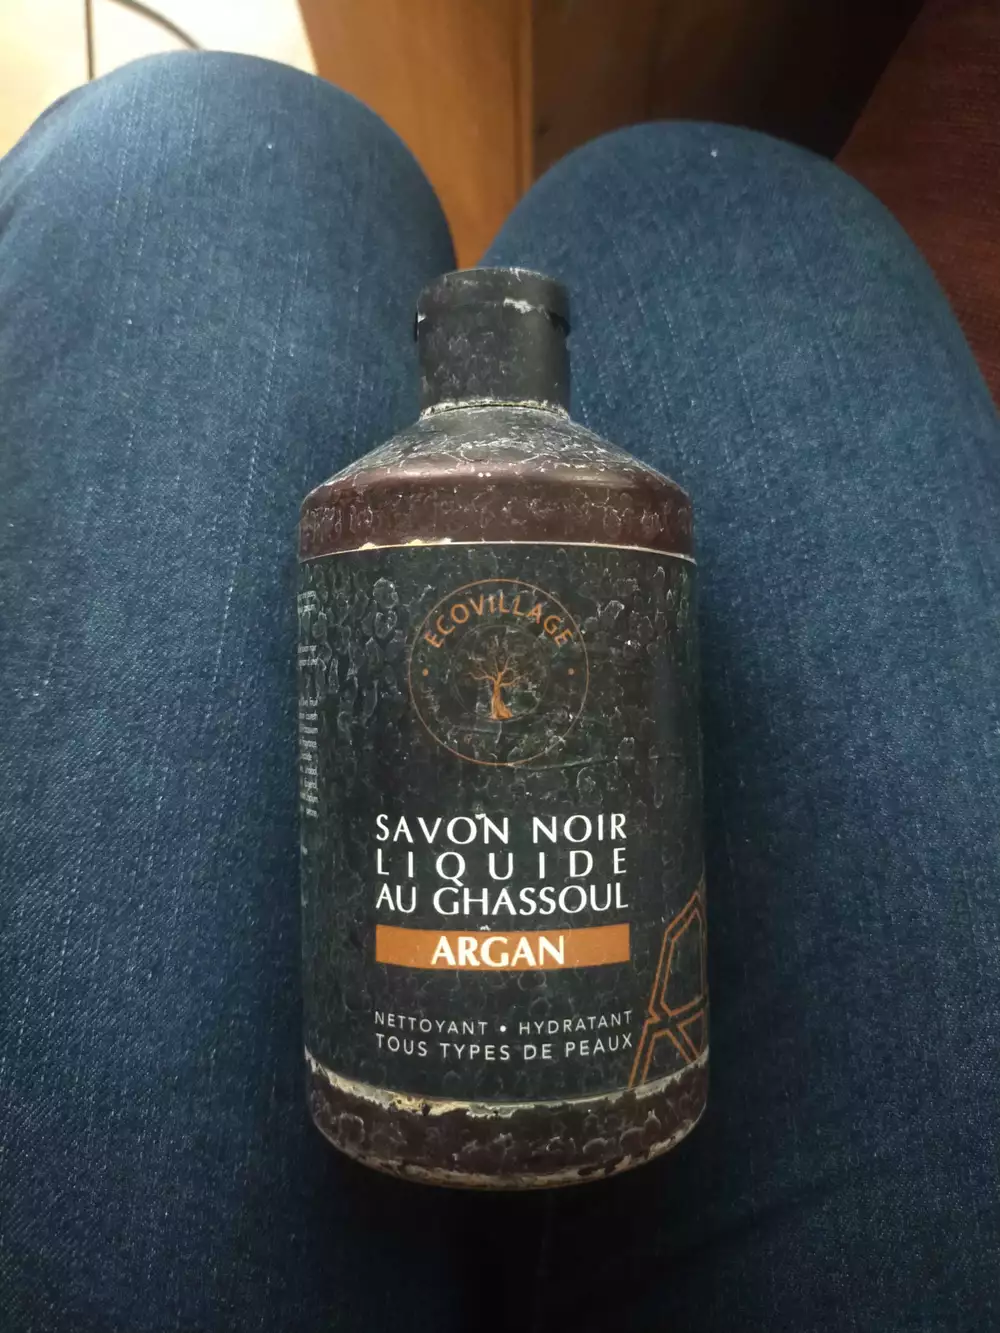 ECOVILLAGE
SAVON NOIR
LIQUIDE
AU GHASSOUL
ARGAN
NETTOYANT • HYDRATANT
TOUS TYPES DE PEAUX